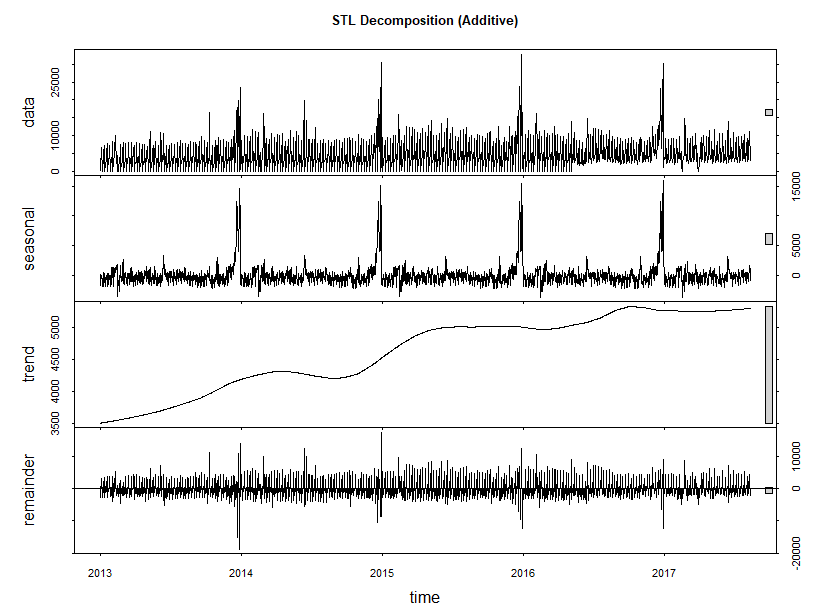 STL Decomposition (Additive)
data
0 10000 25000
seasonal
0 5000 15000
trend
3500 4000 4500 5000
remainder
-20000 0 10000
2013 2014 2015 2016 2017
time